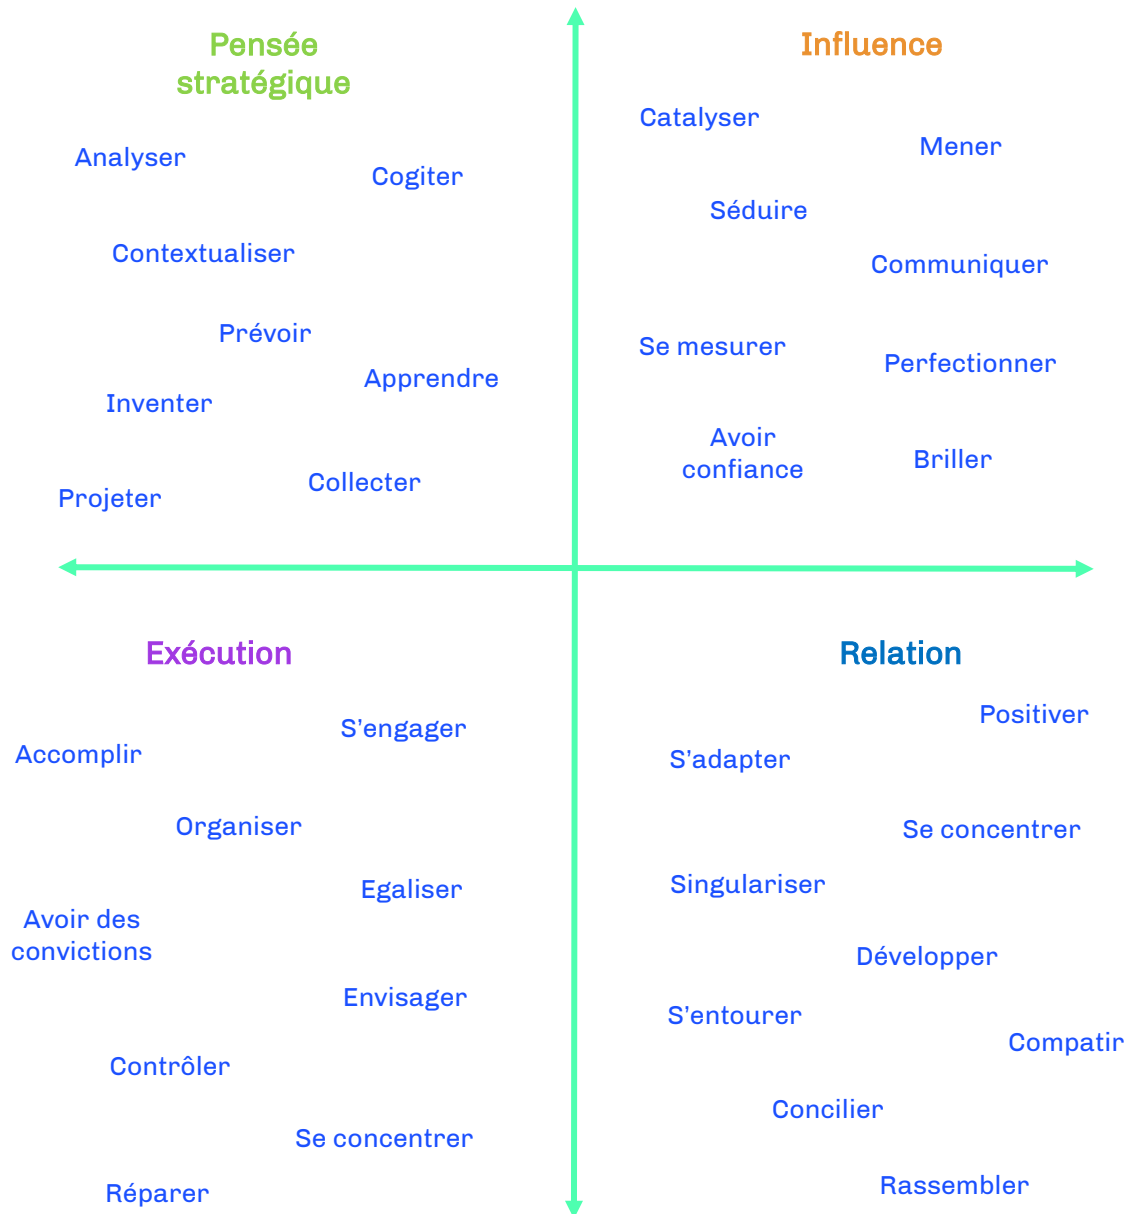 Pensée
stratégique
Analyser
Cogiter
Contextualiser
Prévoir
Apprendre
Inventer
Collecter
Projeter
Influence
Catalyser
Mener
Séduire
Communiquer
Se mesurer
Perfectionner
Avoir
confiance
Briller
Exécution
S’engager
Accomplir
Organiser
Egaliser
Avoir des
convictions
Envisager
Contrôler
Se concentrer
Réparer
Relation
Positiver
S’adapter
Se concentrer
Singulariser
Développer
S’entourer
Compatir
Concilier
Rassembler